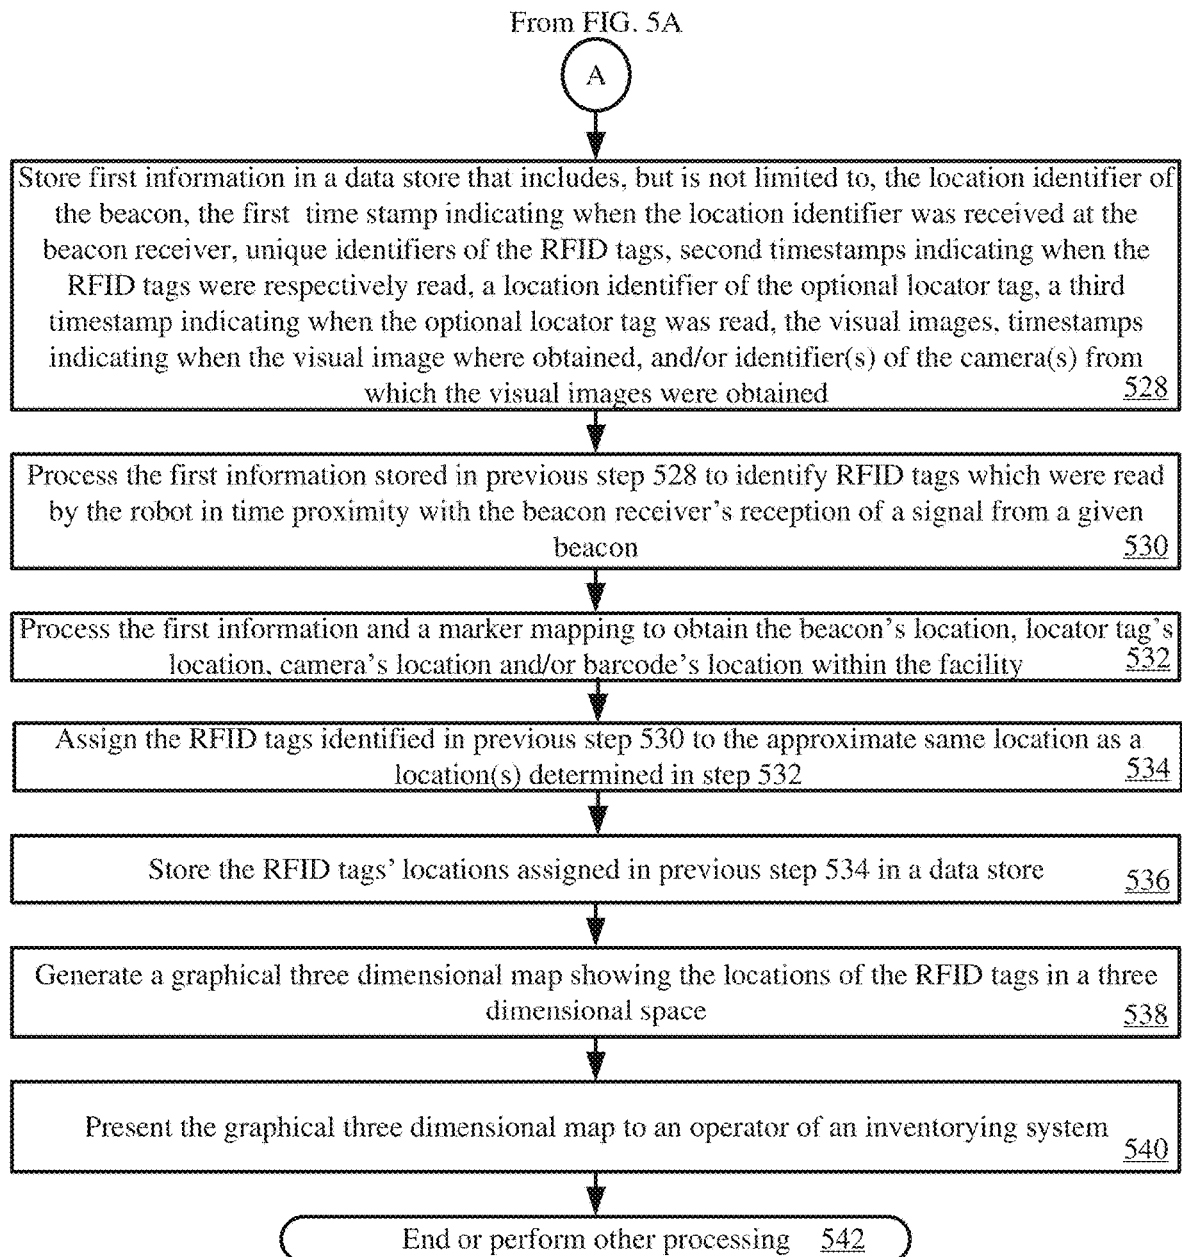 From FIG. 5A
A
Store first information in a data store that includes, but is not limited to, the location identifier of
the beacon, the first time stamp indicating when the location identifier was received at the
beacon receiver, unique identifiers of the RFID tags, second timestamps indicating when the
RFID tags were respectively read, a location identifier of the optional locator tag, a third
timestamp indicating when the optional locator tag was read, the visual images, timestamps
indicating when the visual image where obtained, and/or identifier(s) of the camera(s) from
which the visual images were obtained 528
Process the first information stored in previous step 528 to identify RFID tags which were read
by the robot in time proximity with the beacon receiver's reception of a signal from a given
beacon 530
Process the first information and a marker mapping to obtain the beacon's location, locator tag's
location, camera's location and/or barcode's location within the facility 532
Assign the RFID tags identified in previous step 530 to the approximate same location as a
location(s) determined in step 532 534
Store the RFID tags' locations assigned in previous step 534 in a data store 536
Generate a graphical three dimensional map showing the locations of the RFID tags in a three
dimensional space 538
Present the graphical three dimensional map to an operator of an inventorying system 540
End or perform other processing 542